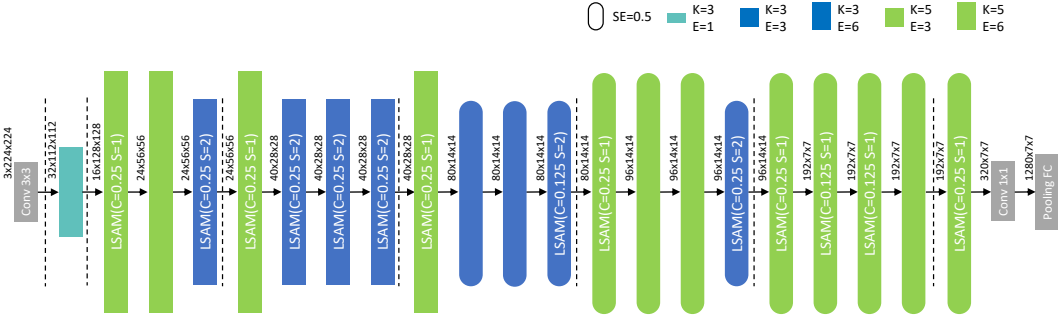 SE=0.5
K=3
E=1
K=3
E=3
K=3
E=6
K=5
E=3
K=5
E=6
3x224x224
Conv 3x3
32x112x112
16x128x128
LSAM(C=0.25 S=1)
24x56x56
24x56x56
LSAM(C=0.25 S=2)
24x56x56
LSAM(C=0.25 S=1)
40x28x28
LSAM(C=0.25 S=2)
40x28x28
LSAM(C=0.25 S=2)
40x28x28
LSAM(C=0.25 S=2)
40x28x28
LSAM(C=0.25 S=1)
80x14x14
80x14x14
80x14x14
LSAM(C=0.125 S=2)
80x14x14
LSAM(C=0.25 S=1)
96x14x14
96x14x14
96x14x14
LSAM(C=0.25 S=2)
96x14x14
LSAM(C=0.25 S=1)
192x7x7
LSAM(C=0.125 S=1)
192x7x7
LSAM(C=0.125 S=1)
192x7x7
192x7x7
LSAM(C=0.25 S=1)
320x7x7
Conv 1x1
1280x7x7
Pooling FC